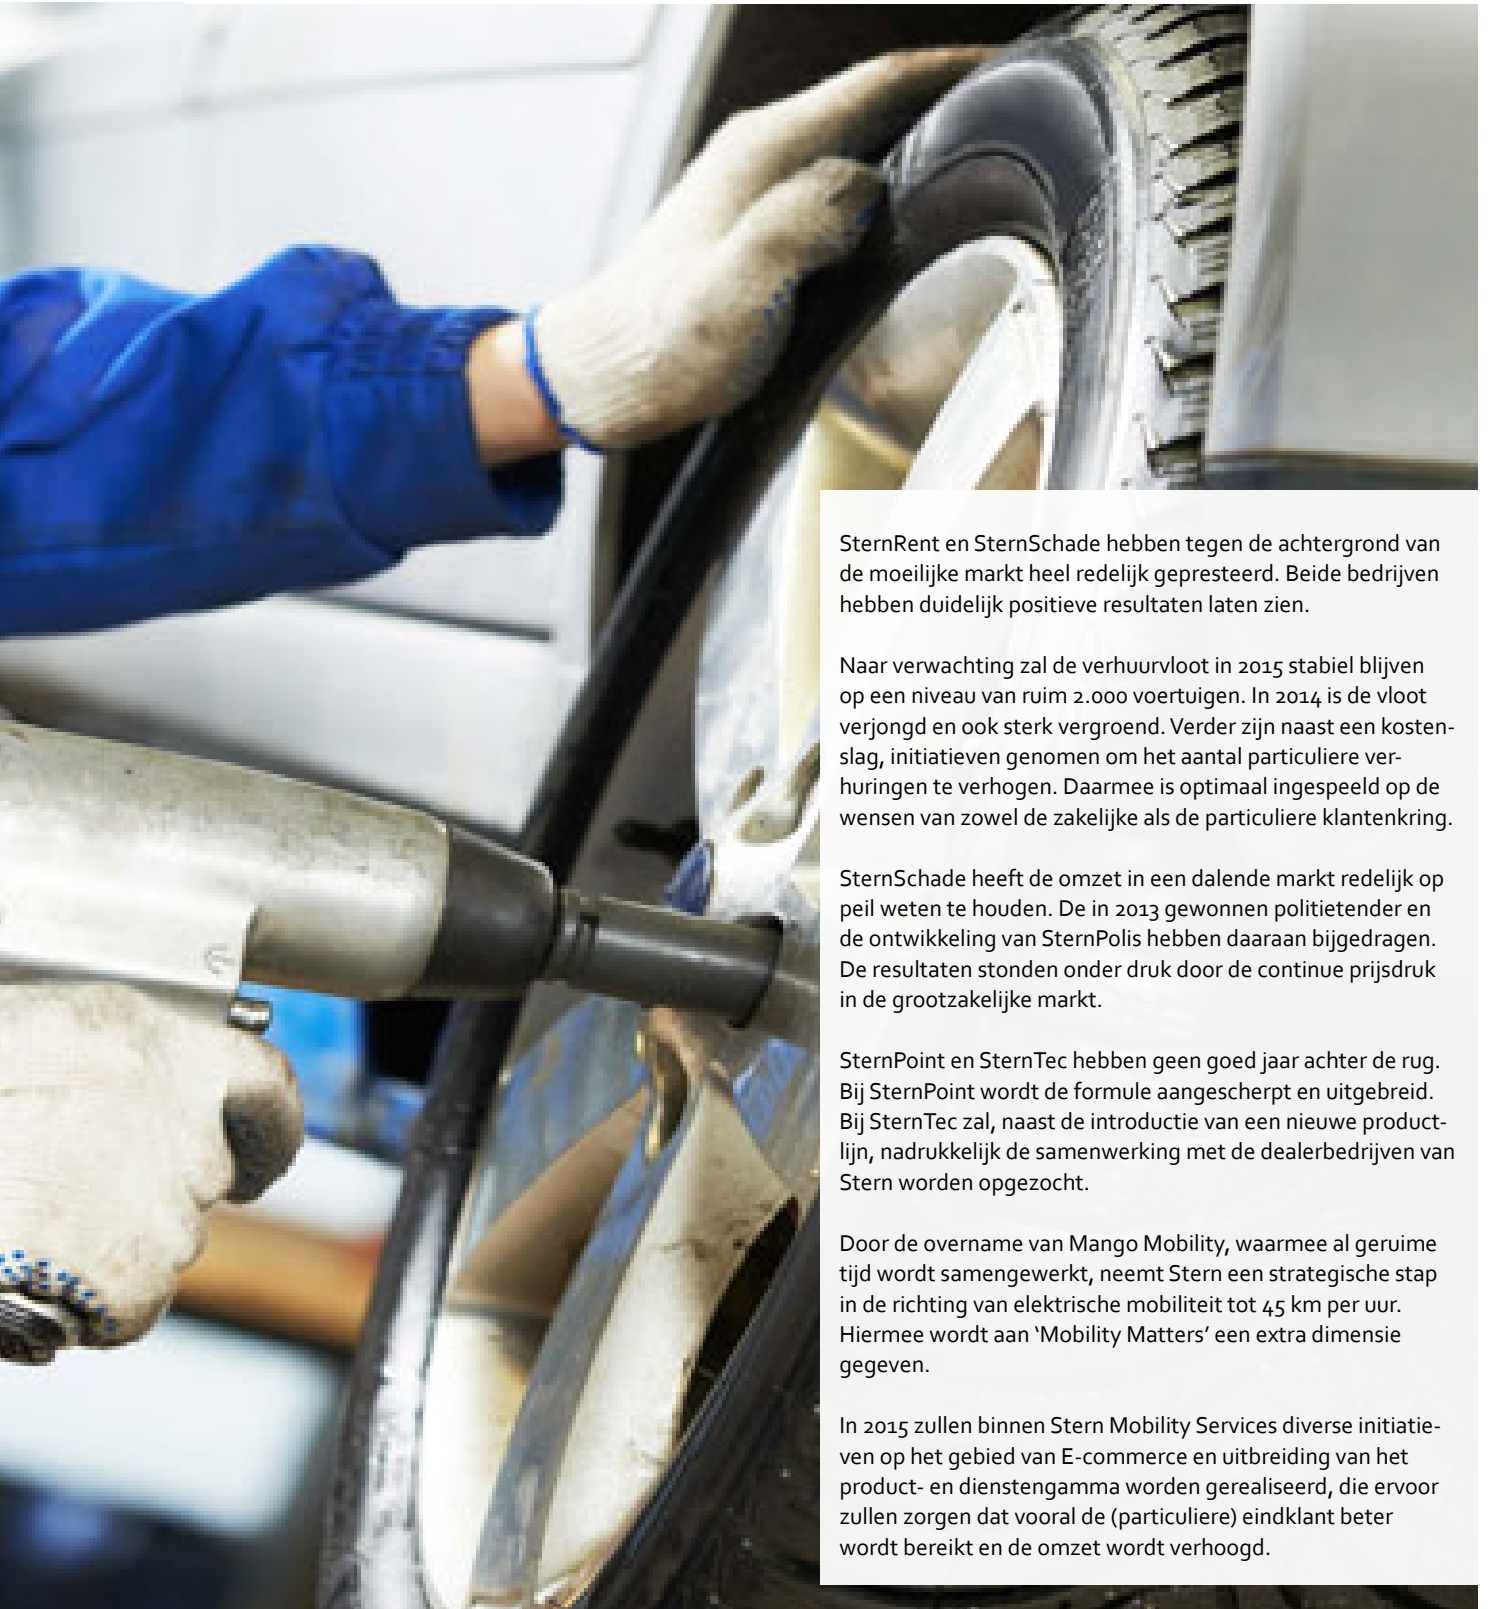 SternRent en SternSchade hebben tegen de achtergrond van
de moeilijke markt heel redelijk gepresteerd. Beide bedrijven
hebben duidelijk positieve resultaten laten zien.
Naar verwachting zal de verhuurvloot in 2015 stabiel blijven
op een niveau van ruim 2.000 voertuigen. In 2014 is de vloot
verjongd en ook sterk vergroend. Verder zijn naast een kosten-
slag, initiatieven genomen om het aantal particuliere ver-
huringen te verhogen. Daarmee is optimaal ingespeeld op de
wensen van zowel de zakelijke als de particuliere klantenkring.
SternSchade heeft de omzet in een dalende markt redelijk op
peil weten te houden. De in 2013 gewonnen politietender en
de ontwikkeling van SternPolis hebben daaraan bijgedragen.
De resultaten stonden onder druk door de continue prijsdruk
in de grootzakelijke markt.
SternPoint en SternTec hebben geen goed jaar achter de rug.
Bij SternPoint wordt de formule aangescherpt en uitgebreid.
Bij SternTec zal, naast de introductie van een nieuwe product-
lijn, nadrukkelijk de samenwerking met de dealerbedrijven van
Stern worden opgezocht.
Door de overname van Mango Mobility, waarmee al geruime
tijd wordt samengewerkt, neemt Stern een strategische stap
in de richting van elektrische mobiliteit tot 45 km per uur.
Hiermee wordt aan ‘Mobility Matters’ een extra dimensie
gegeven.
In 2015 zullen binnen Stern Mobility Services diverse initiatie-
ven op het gebied van E-commerce en uitbreiding van het
product- en dienstengamma worden gerealiseerd, die ervoor
zullen zorgen dat vooral de (particuliere) eindklant beter
wordt bereikt en de omzet wordt verhoogd.